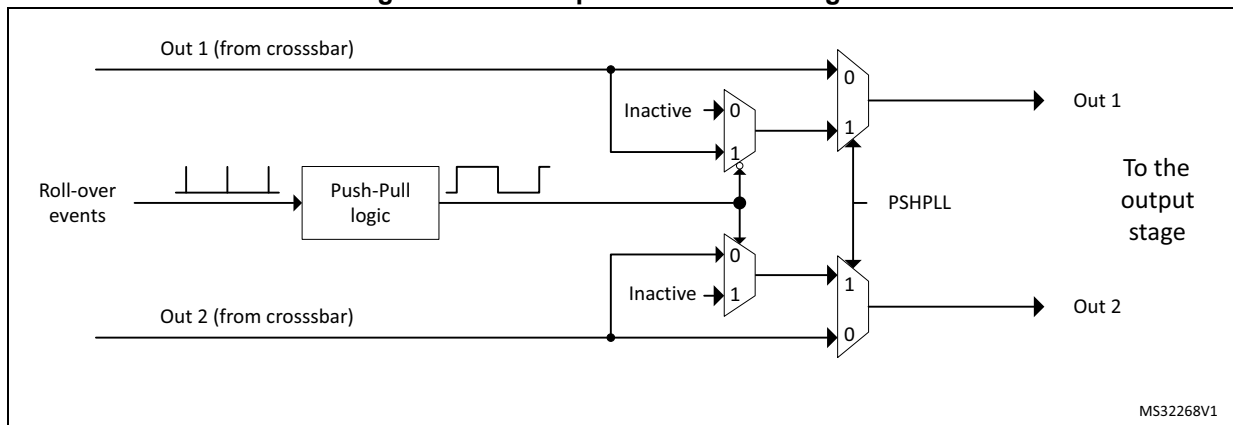 Out 1 (from crosssbar)
0
Inactive
0
Out 1
1
1
Roll-over
events
Push-Pull
logic
PSHPLL
To the
output
stage
0
1
Inactive
1
Out 2
Out 2 (from crosssbar)
0
MS32268V1